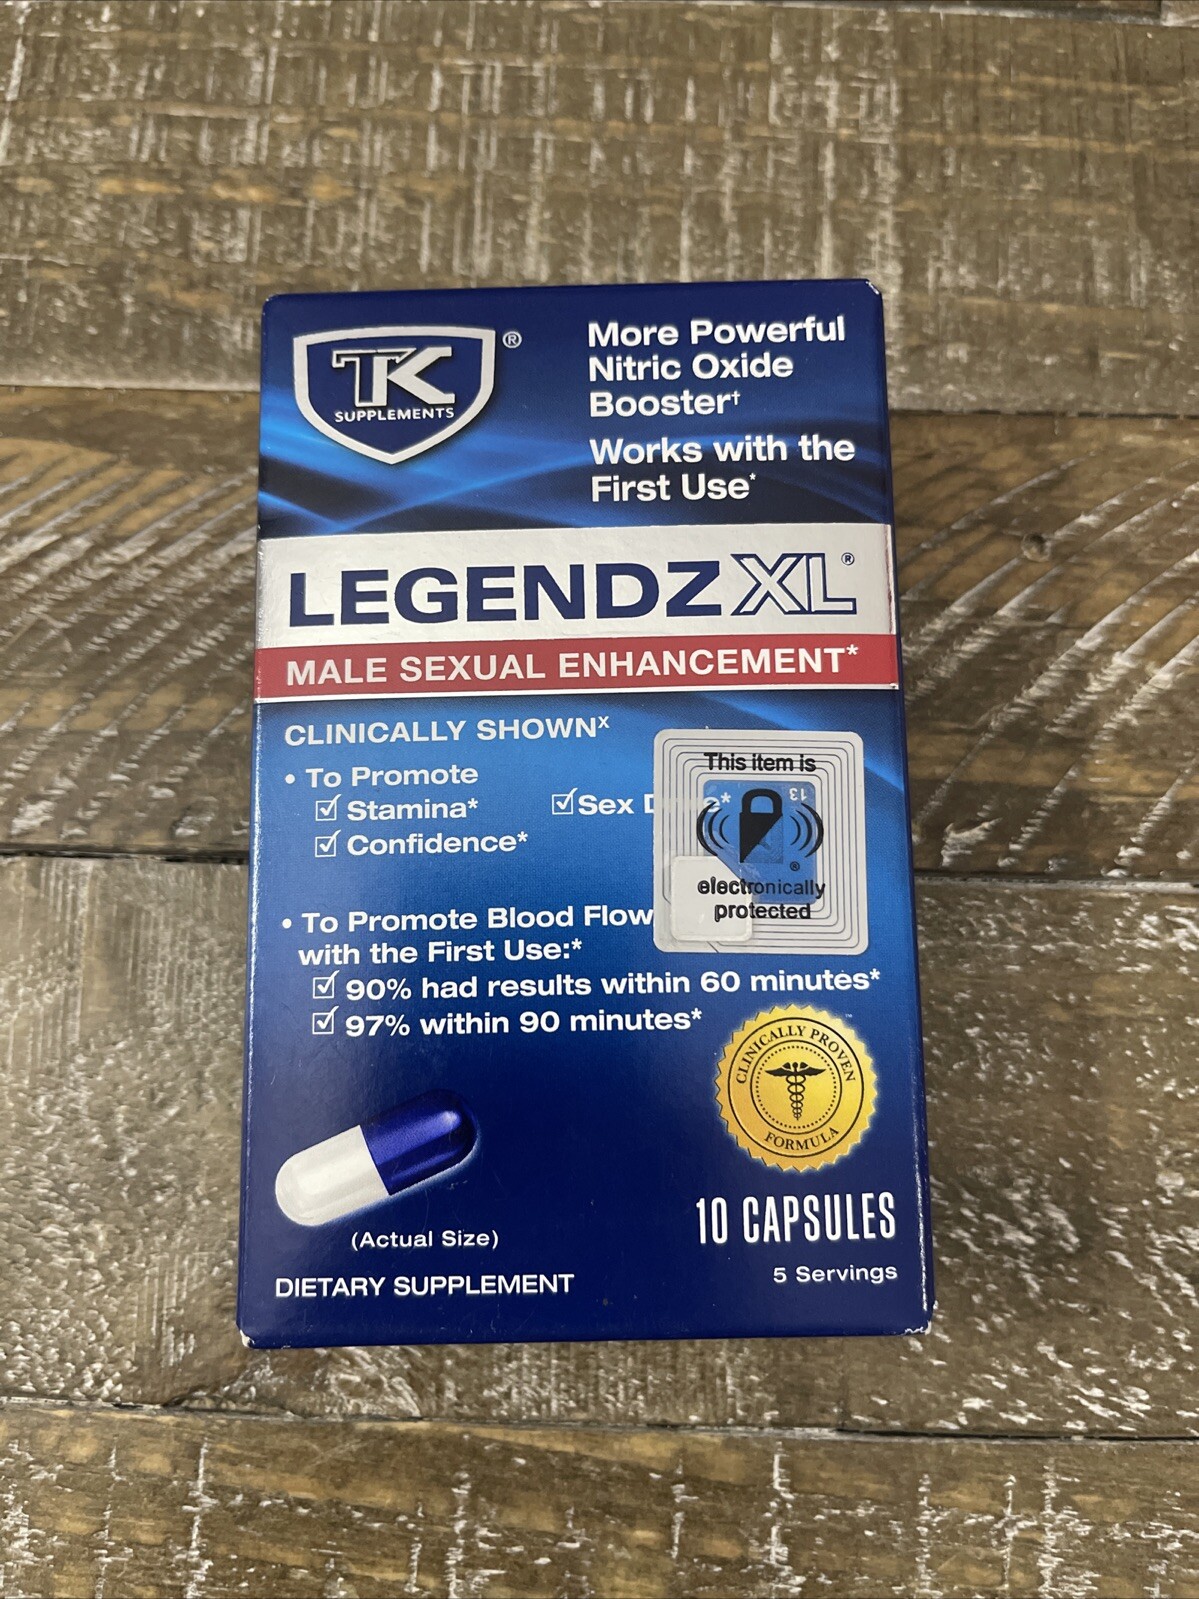 TK
SUPPLEMENTS
®
More Powerful
Nitric Oxide
Booster†
Works with the
First Use*
LEGENDZ XL®
MALE SEXUAL ENHANCEMENT*
CLINICALLY SHOWNˣ
• To Promote
☑ Stamina*
☑ Sex
☑ Confidence*
This item is
13
®
electronically
protected
• To Promote Blood Flow
with the First Use:*
☑ 90% had results within 60 minutes*
☑ 97% within 90 minutes*
CLINICALLY PROVEN
FORMULA
™
(Actual Size)
10 CAPSULES
5 Servings
DIETARY SUPPLEMENT